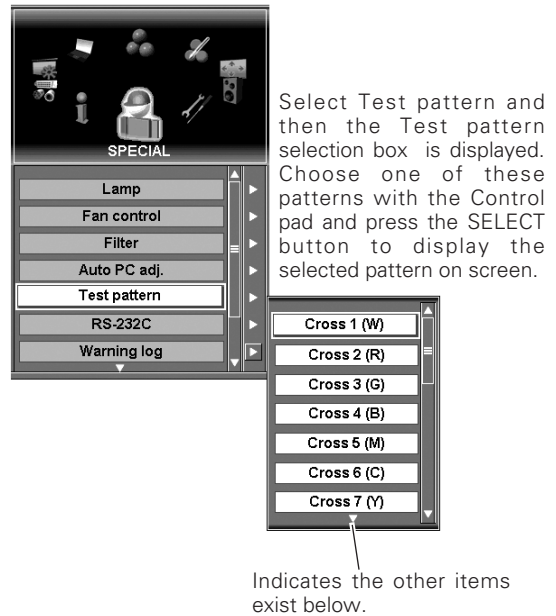 SPECIAL
Lamp
Fan control
Filter
Auto PC adj.
Test pattern
RS-232C
Warning log
Select Test pattern and
then the Test pattern
selection box is displayed.
Choose one of these
patterns with the Control
pad and press the SELECT
button to display the
selected pattern on screen.
Cross 1 (W)
Cross 2 (R)
Cross 3 (G)
Cross 4 (B)
Cross 5 (M)
Cross 6 (C)
Cross 7 (Y)
Indicates the other items
exist below.